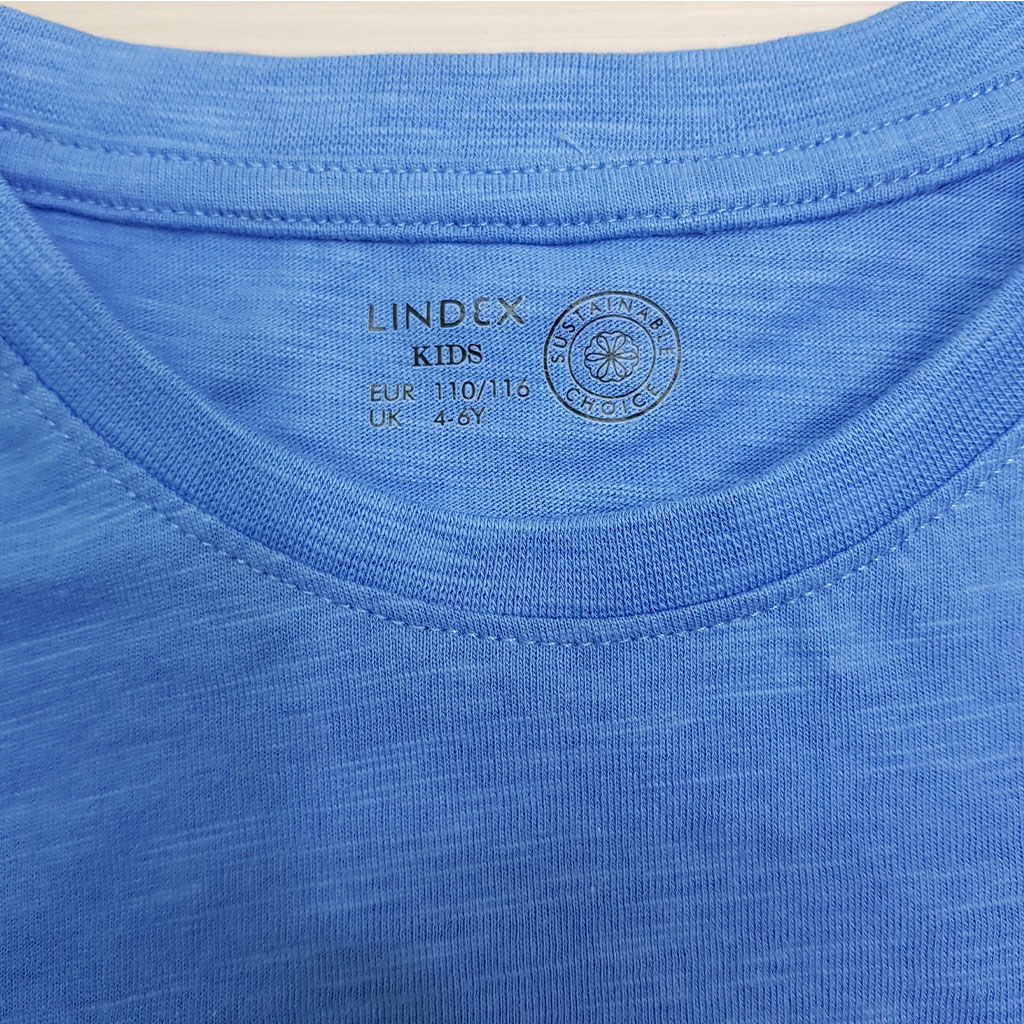 LINDEX
KIDS
EUR 110/116
UK 4-6Y
SUSTAINABLE
CHOICE